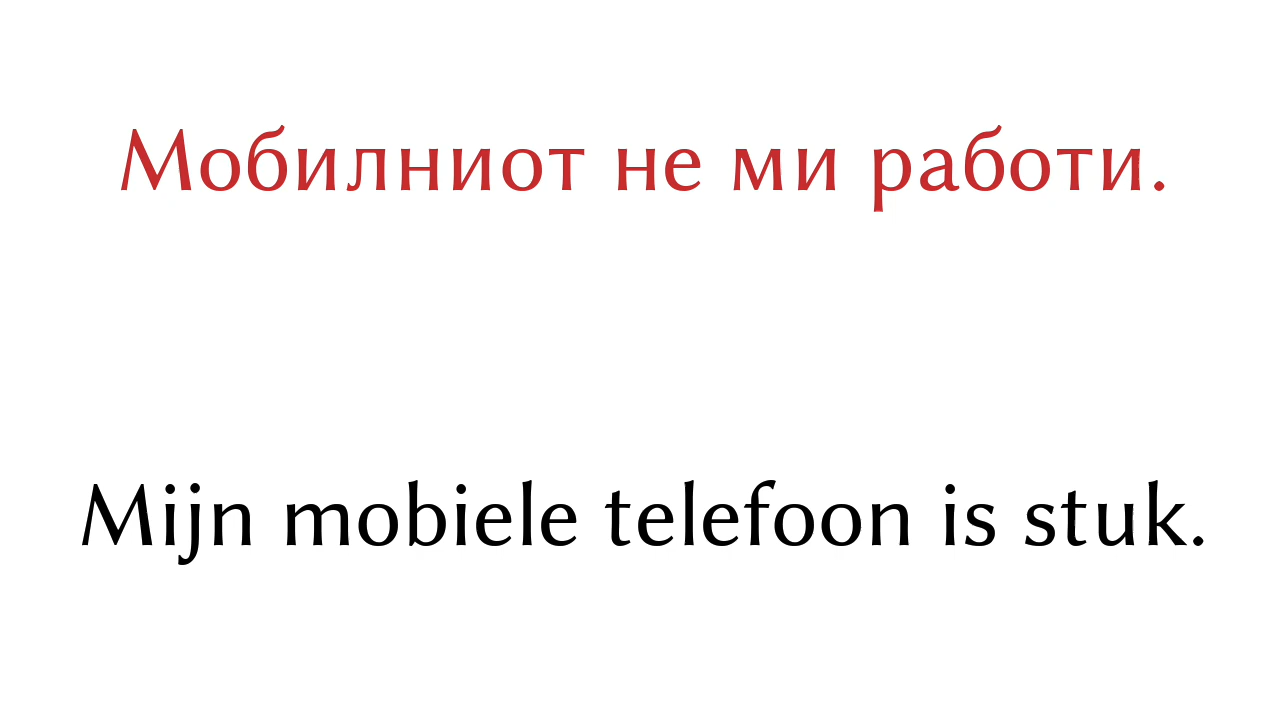 Мобилниот не ми работи.
Mijn mobiele telefoon is stuk.